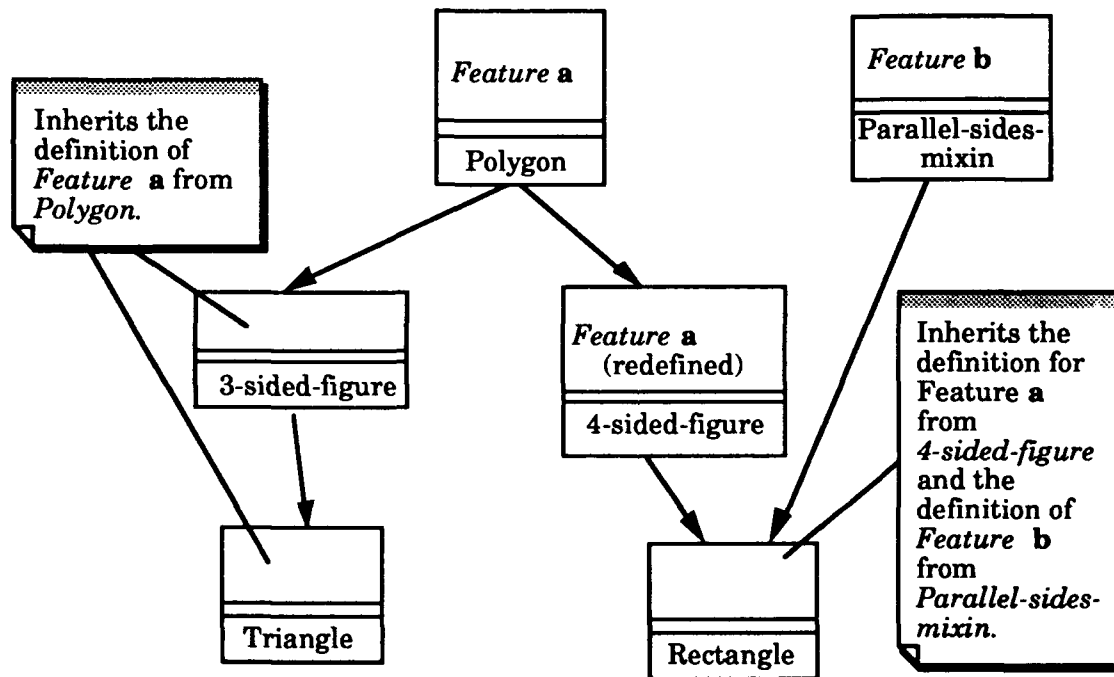 Inherits the
definition of
Feature a from
Polygon.
Feature a
Polygon
Feature b
Parallel-sides-
mixin
3-sided-figure
Feature a
(redefined)
4-sided-figure
Inherits the
definition for
Feature a
from
4-sided-figure
and the
definition of
Feature b
from
Parallel-sides-
mixin.
Triangle
Rectangle